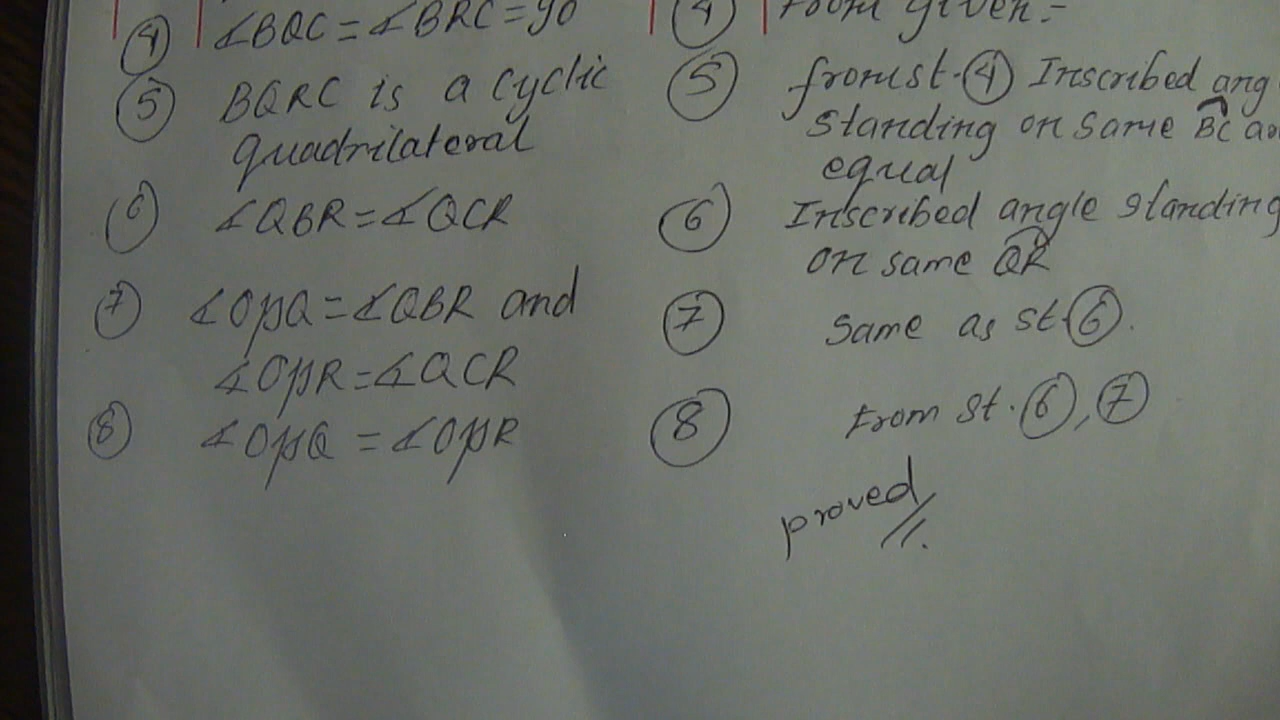 ④ ∡BQC = ∡BRC = 90
④ From given :-
⑤ BQRC is a cyclic
quadrilateral
⑤ from st. ④ Inscribed ang
standing on same BC are
equal
⑥ ∡QBR = ∡QCR
⑥ Inscribed angle standing
on same QR
⑦ ∡OPQ = ∡QBR and
∡OPR = ∡QCR
⑦ Same as st. ⑥.
⑧ ∡OPQ = ∡OPR
⑧ From st. ⑥, ⑦
proved